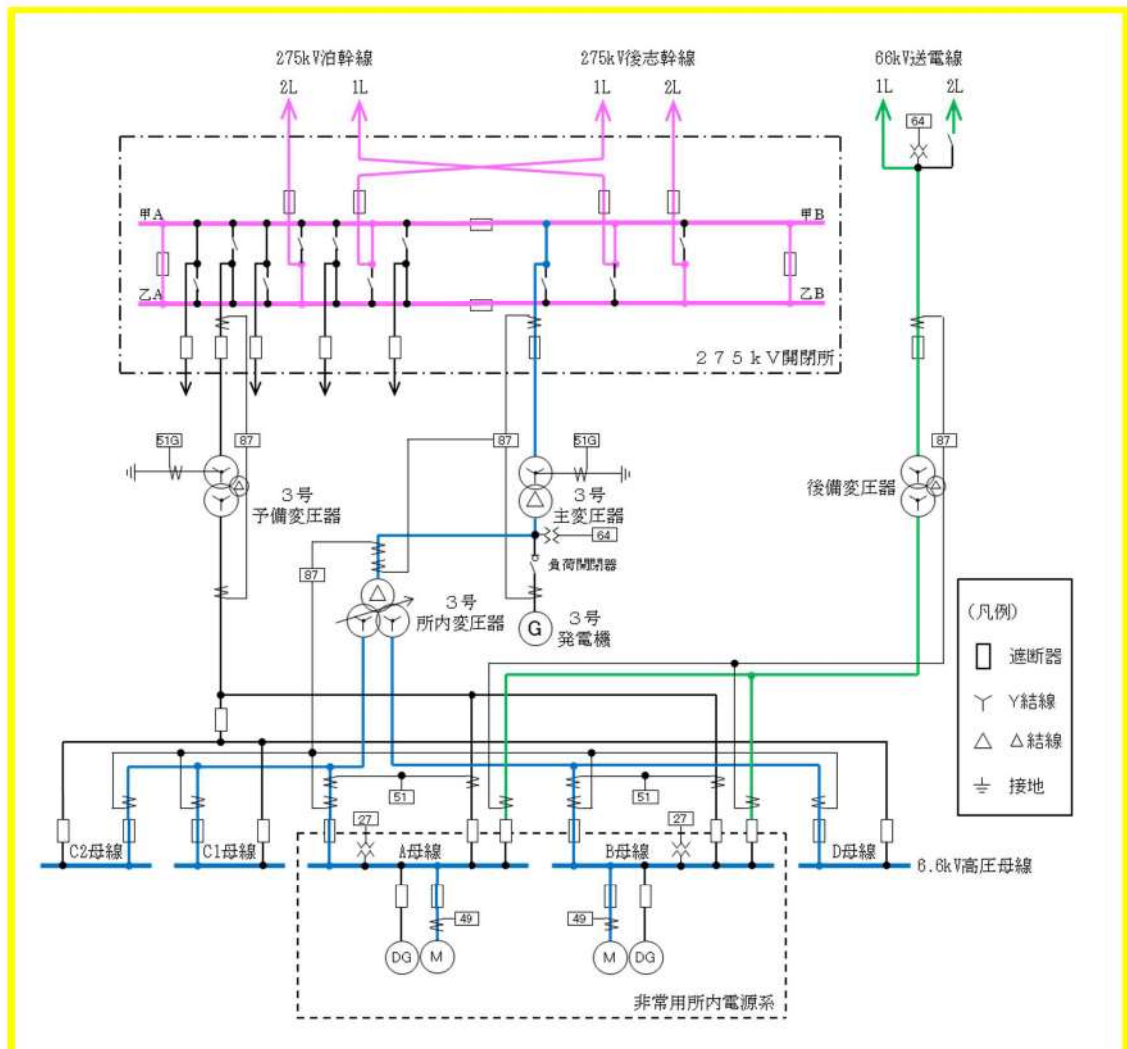 275kV泊幹線 275kV後志幹線 66kV送電線
2L 1L 1L 2L 1L 2L
64
甲A 甲B
乙A 乙B
275kV開閉所
51G 87 87 51G 87
3号
予備変圧器
3号
主変圧器
後備変圧器
64
87
負荷開閉器
3号
所内変圧器
G
3号
発電機
(凡例)
遮断器
Y結線
△結線
接地
51 51
27 27
C2母線 C1母線 A母線 B母線 D母線
6.6kV高圧母線
49 49
DG M M DG
非常用所内電源系